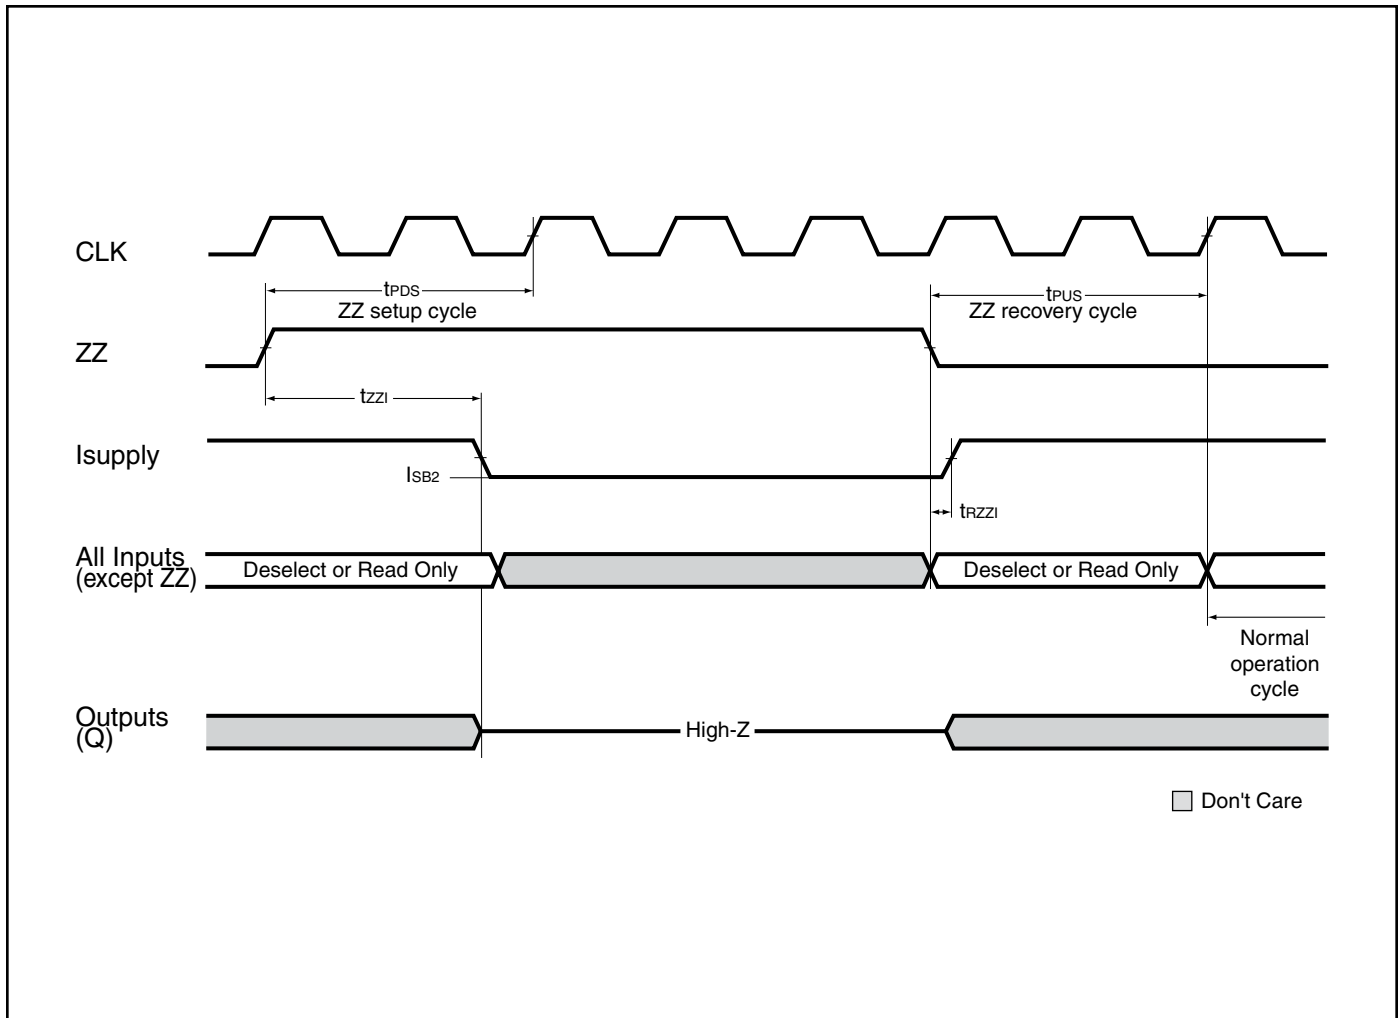 CLK
tPDS
ZZ setup cycle
tPUS
ZZ recovery cycle
ZZ
tZZI
Isupply
ISB2
tRZZI
All Inputs
(except ZZ)
Deselect or Read Only
Deselect or Read Only
Normal
operation
cycle
Outputs
(Q)
High-Z
Don't Care